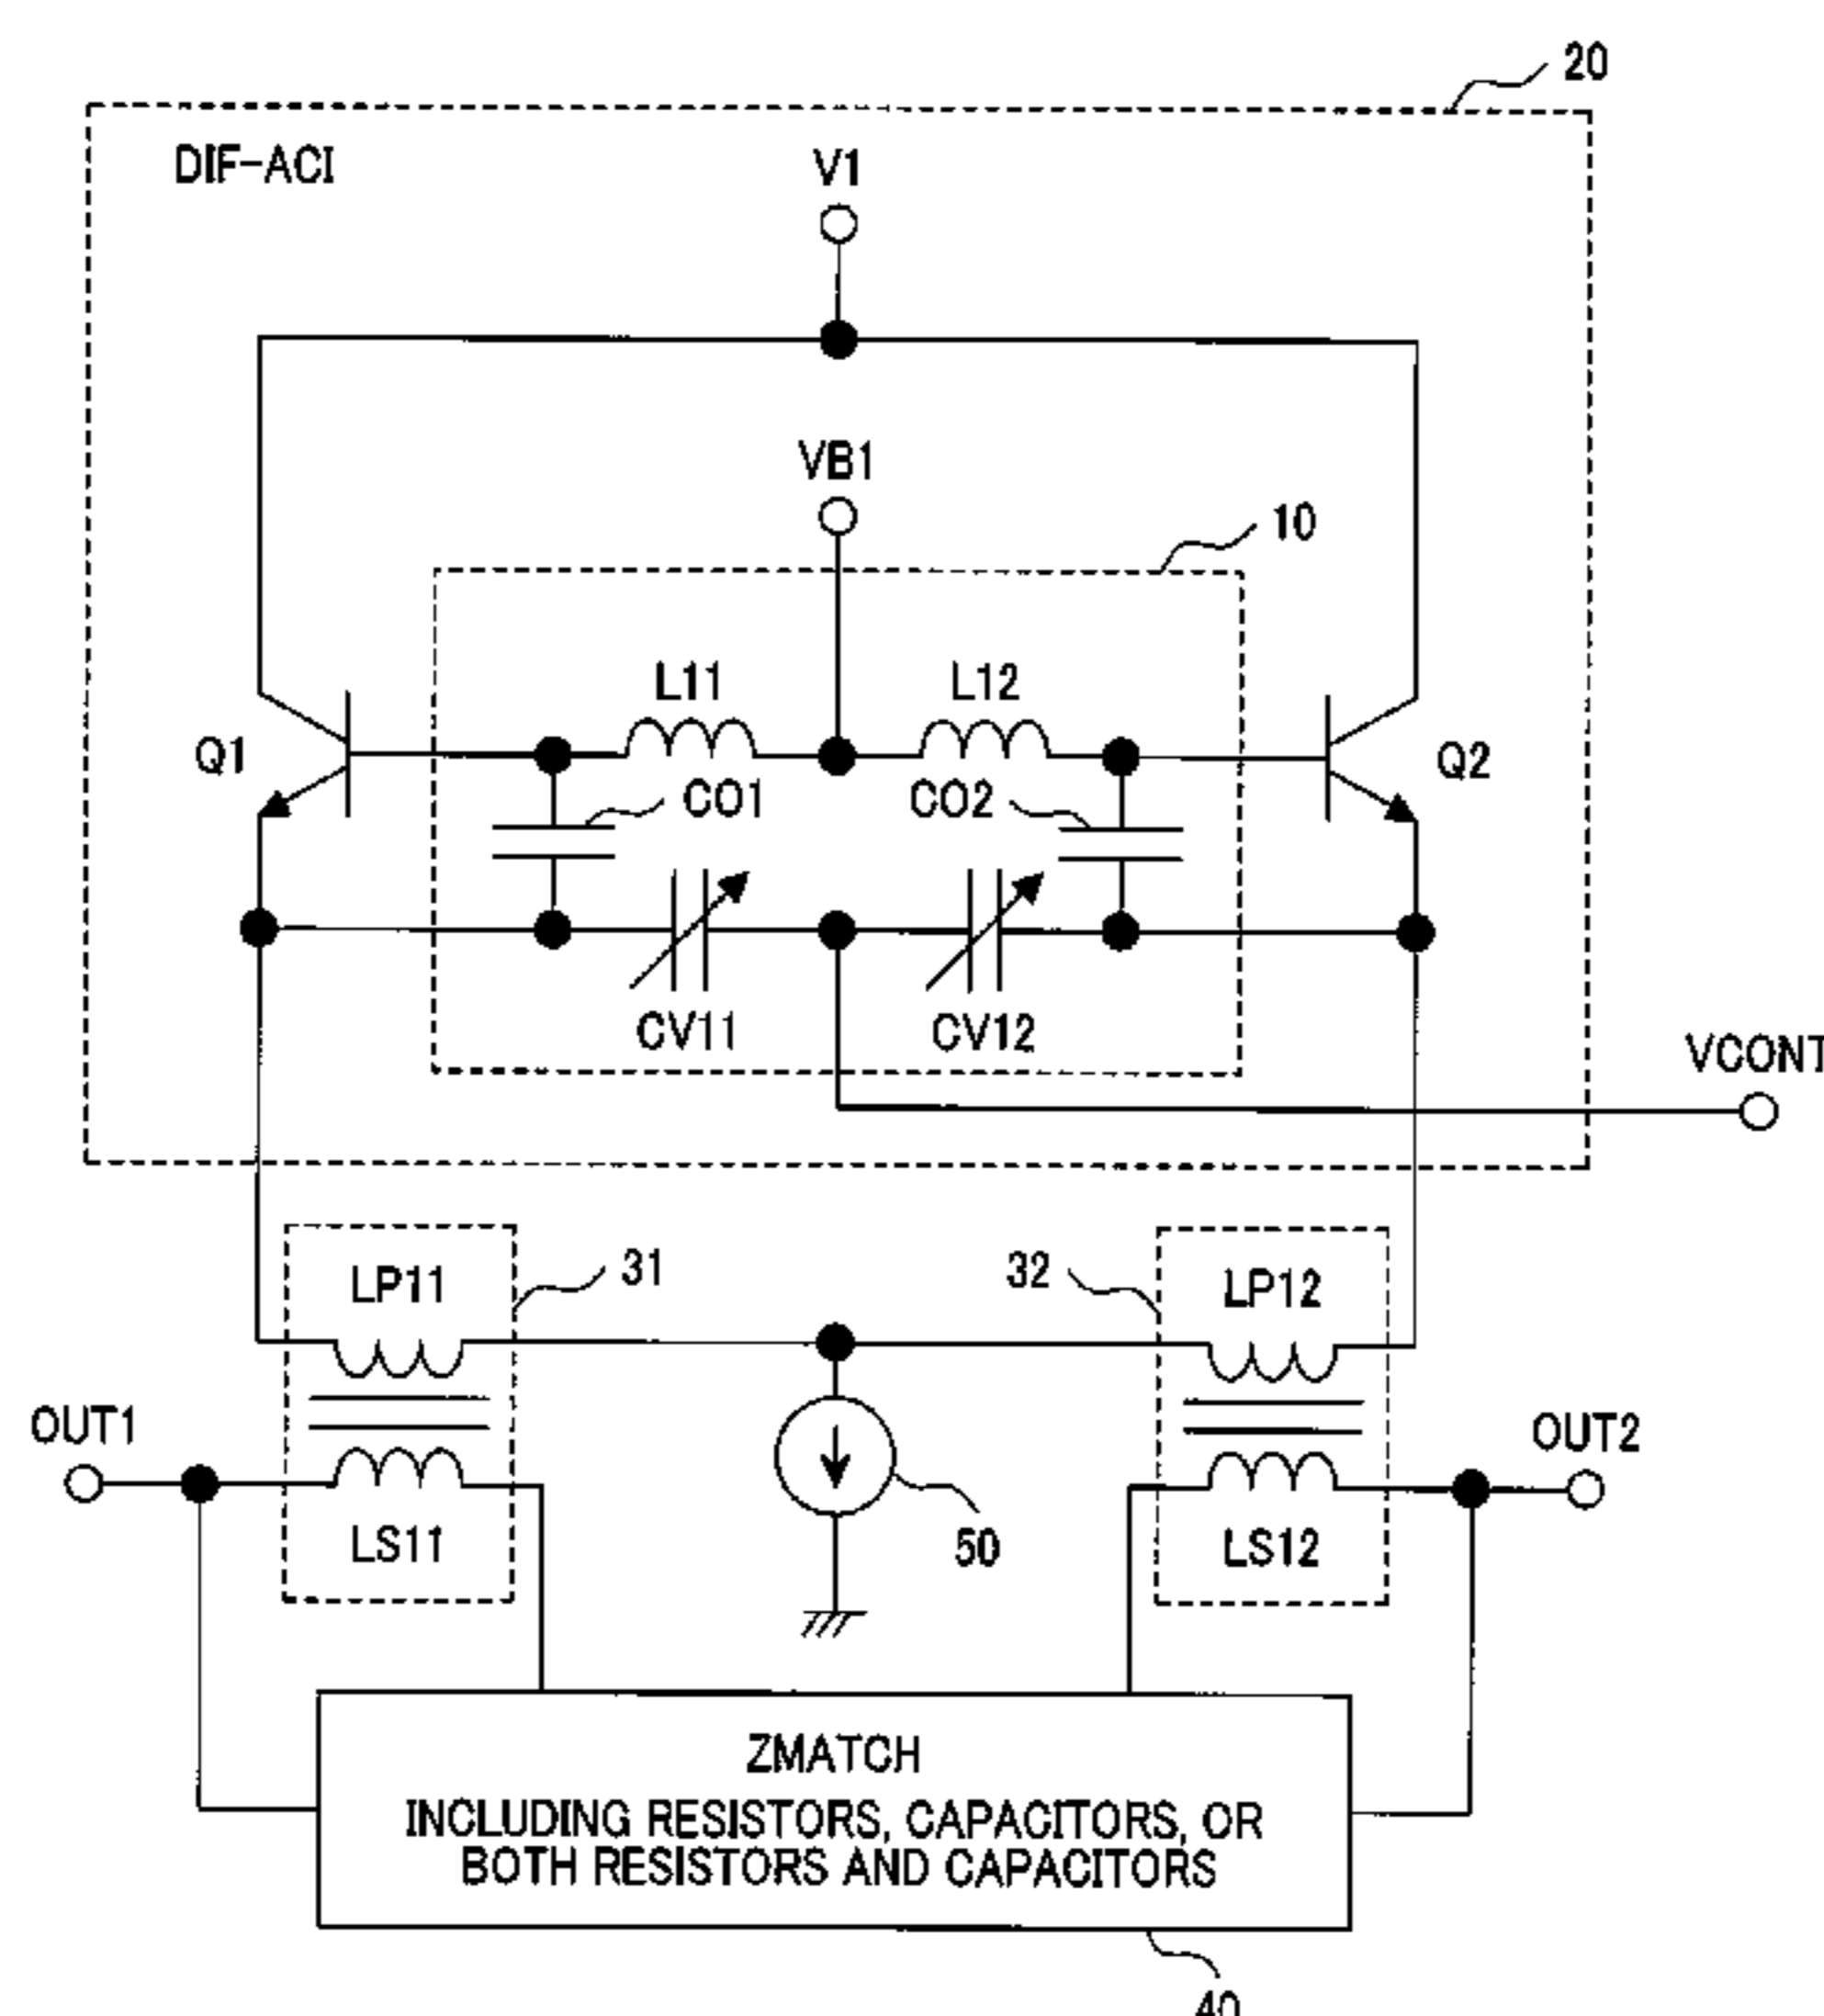 20
DIF-ACI
V1
VB1
10
L11
L12
Q1
Q2
CO1
CO2
CV11
CV12
VCONT
LP11
31
32
LP12
OUT1
OUT2
LS11
50
LS12
ZMATCH
INCLUDING RESISTORS, CAPACITORS, OR
BOTH RESISTORS AND CAPACITORS
40